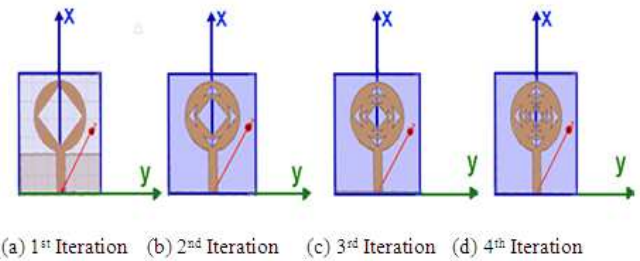 X X X X
y y y y
(a) 1st Iteration (b) 2nd Iteration (c) 3rd Iteration (d) 4th Iteration